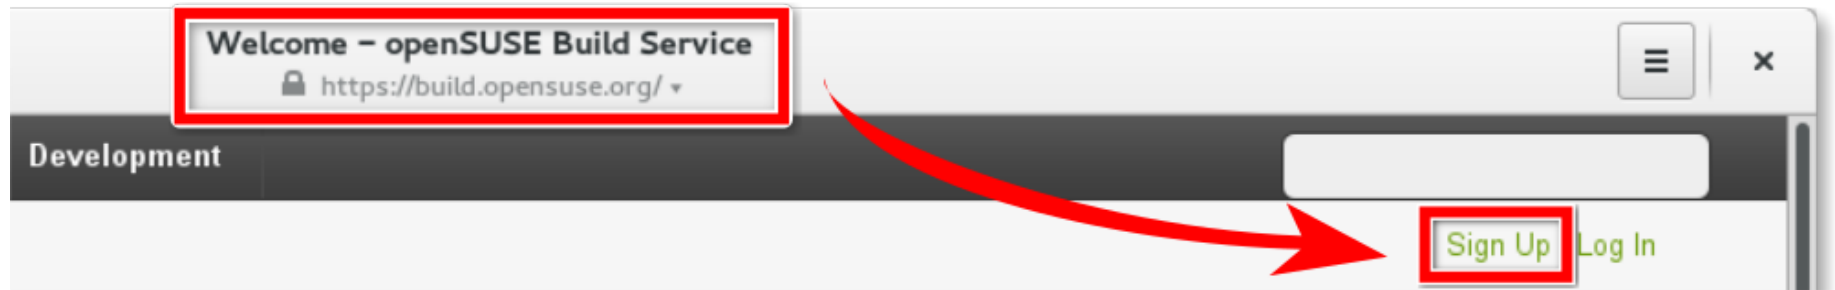 Welcome – openSUSE Build Service
https://build.opensuse.org/
Development
Sign Up Log In